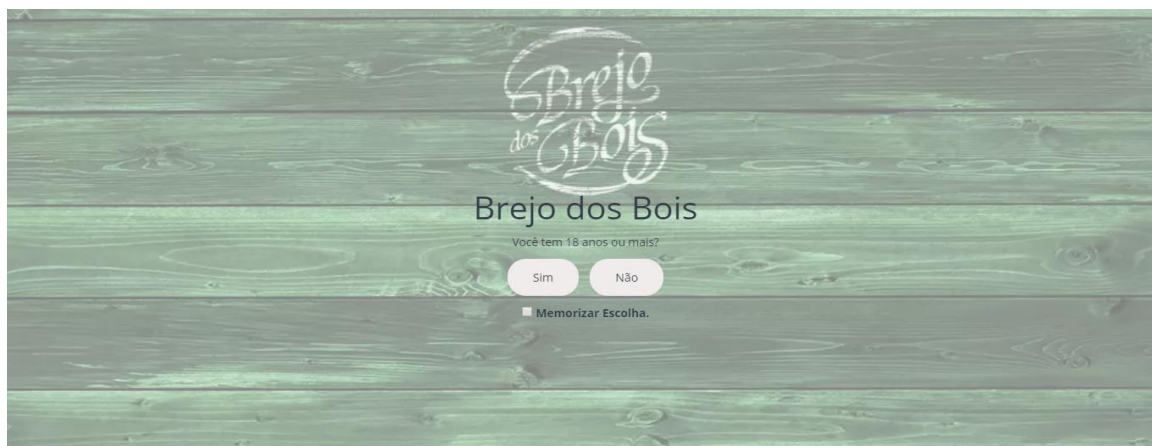 Brejo
dos Bois
Brejo dos Bois
Você tem 18 anos ou mais?
Sim Não
Memorizar Escolha.